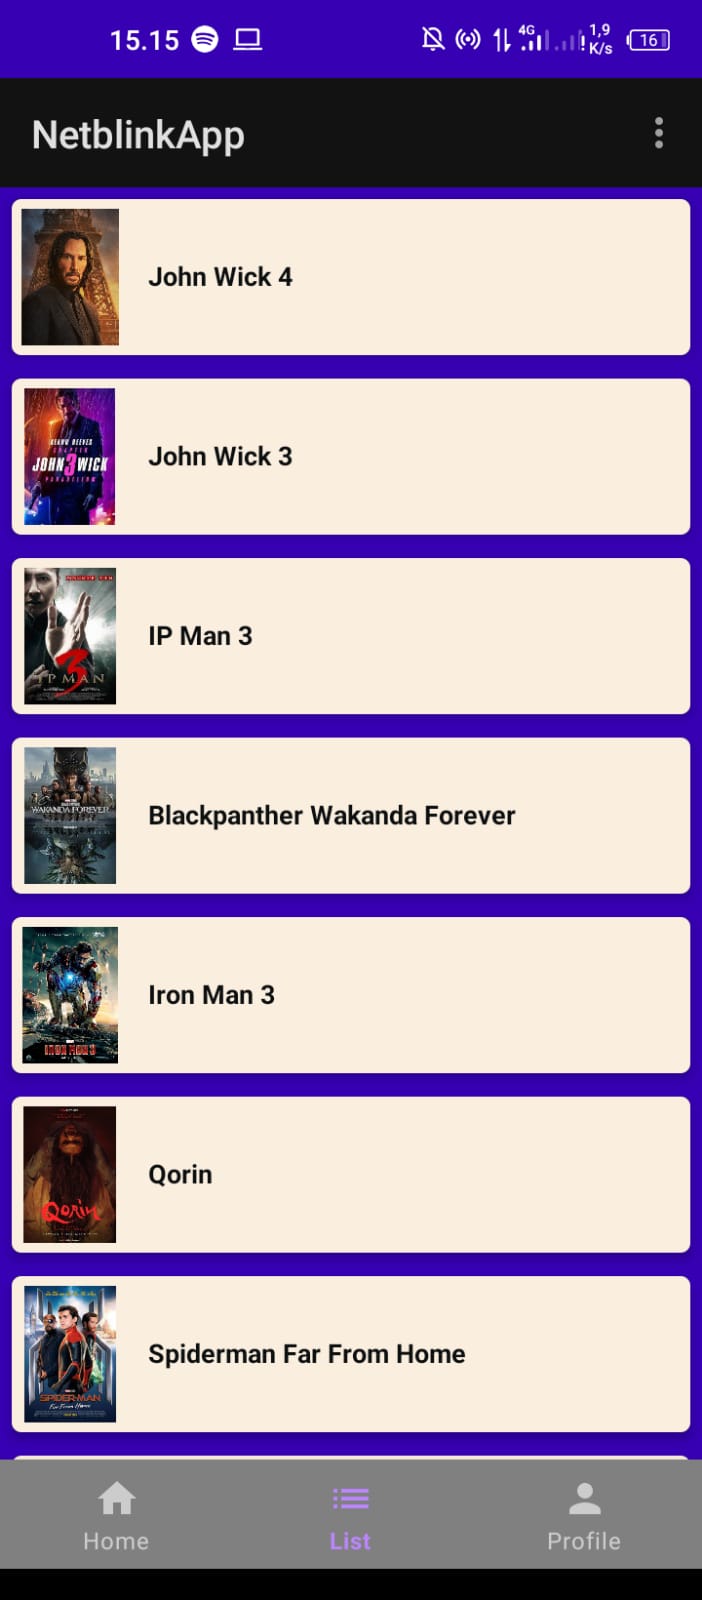 15.15
4G
1,9
K/s
16
NetblinkApp
John Wick 4
KEANU REEVES
CHAPTER
JOHN 3 WICK
PARABELLUM
John Wick 3
3
IP MAN
IP Man 3
WAKANDA FOREVER
Blackpanther Wakanda Forever
IRON MAN 3
Iron Man 3
Qorin
Qorin
SPIDER-MAN
Far From Home
Spiderman Far From Home
Home
List
Profile